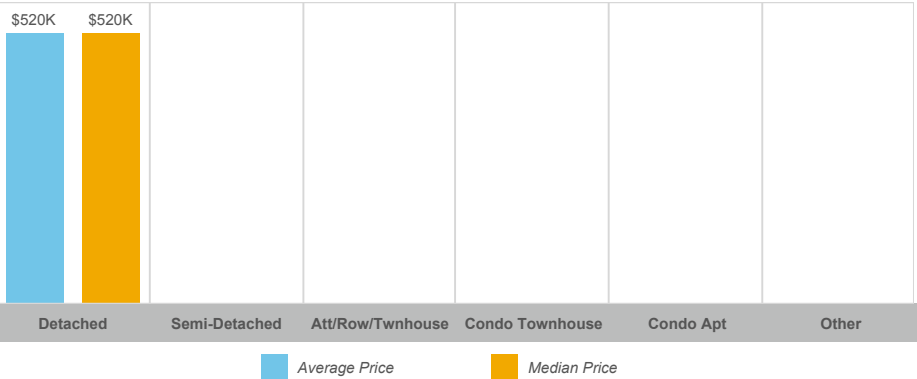 $520K $520K
Detached Semi-Detached Att/Row/Twnhouse Condo Townhouse Condo Apt Other
Average Price Median Price